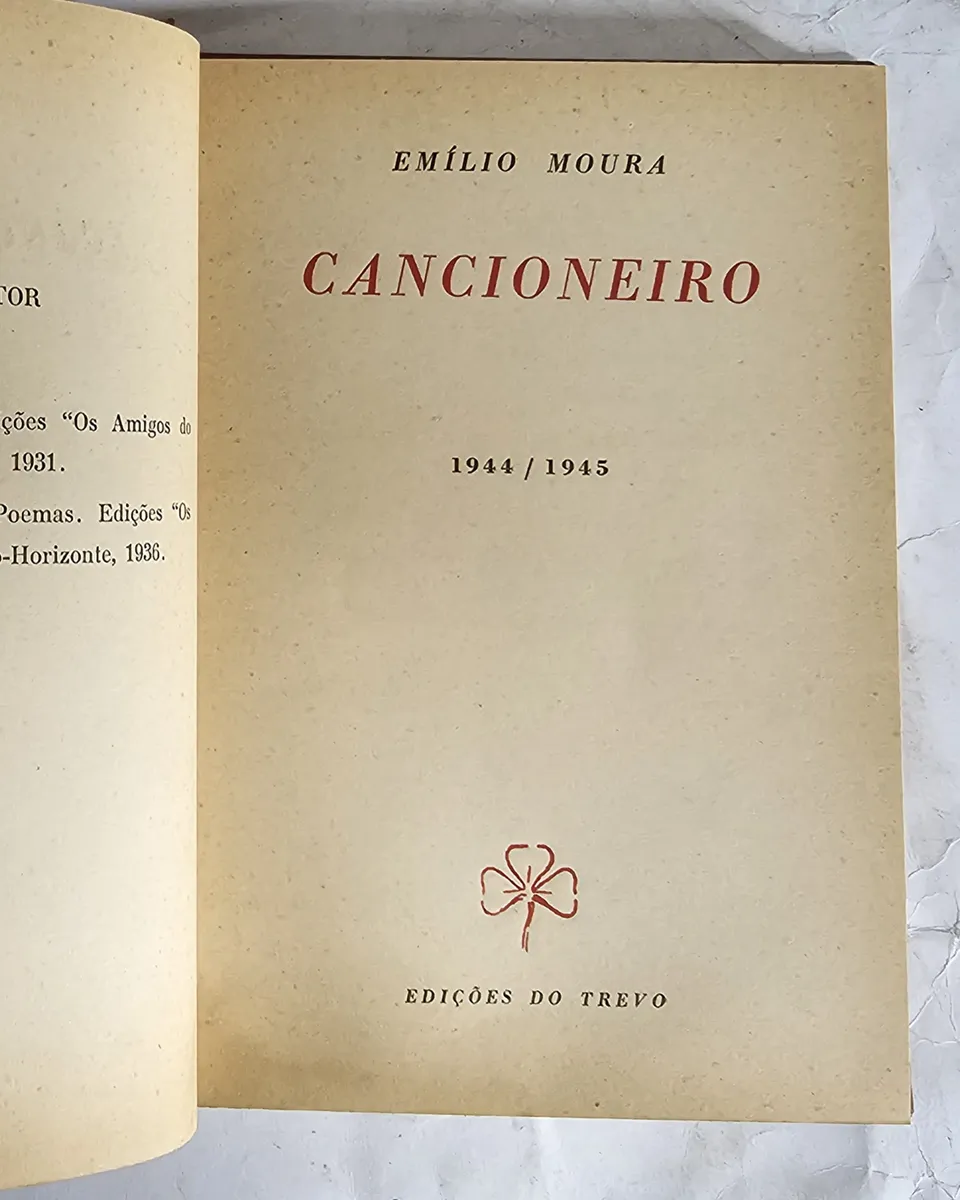 TOR
ções “Os Amigos do
1931.
Poemas. Edições “Os
-Horizonte, 1936.
EMÍLIO MOURA
CANCIONEIRO
1944 / 1945
EDIÇÕES DO TREVO